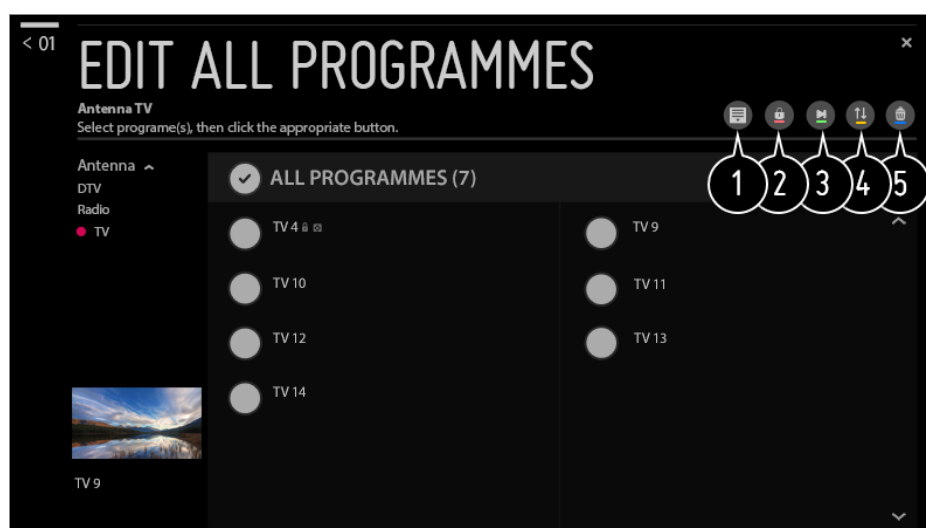 < 01
EDIT ALL PROGRAMMES
×
Antenna TV
Select programe(s), then click the appropriate button.
1 2 3 4 5
Antenna
DTV
Radio
TV
ALL PROGRAMMES (7)
TV 4
TV 9
TV 10
TV 11
TV 12
TV 13
TV 14
TV 9